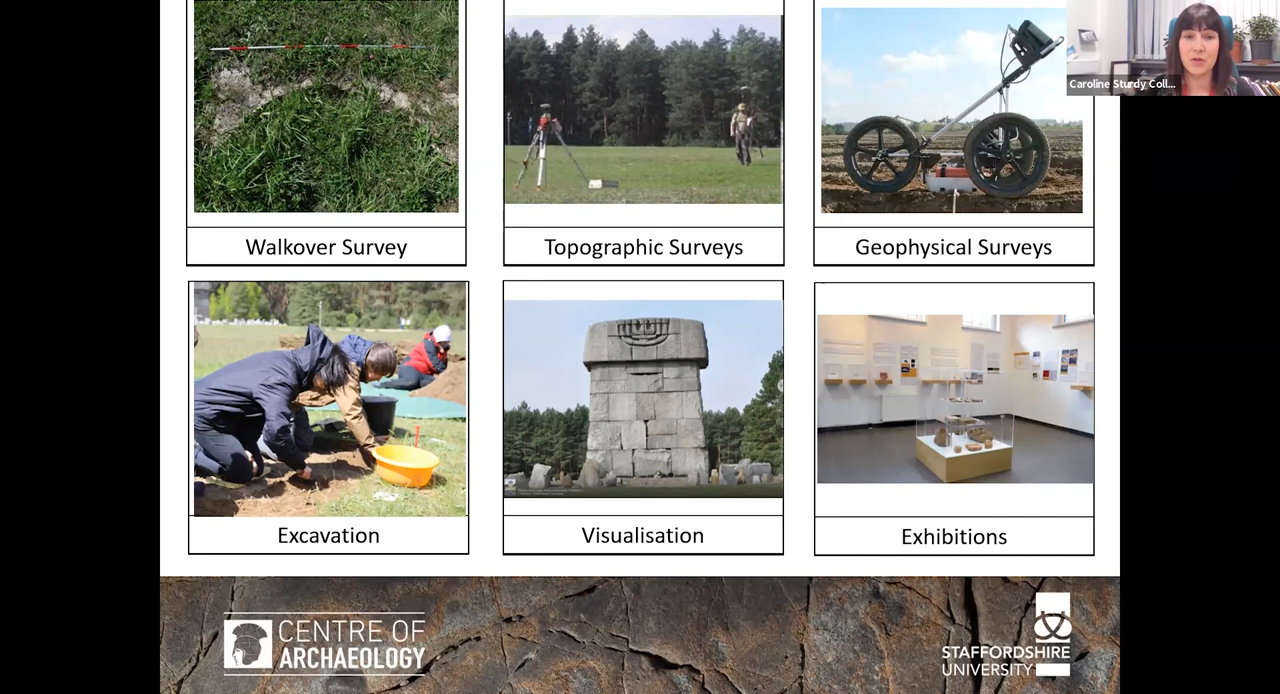 Caroline Sturdy Coll...
Walkover Survey
Topographic Surveys
Geophysical Surveys
Excavation
Visualisation
Exhibitions
CENTRE OF
ARCHAEOLOGY
STAFFORDSHIRE
UNIVERSITY